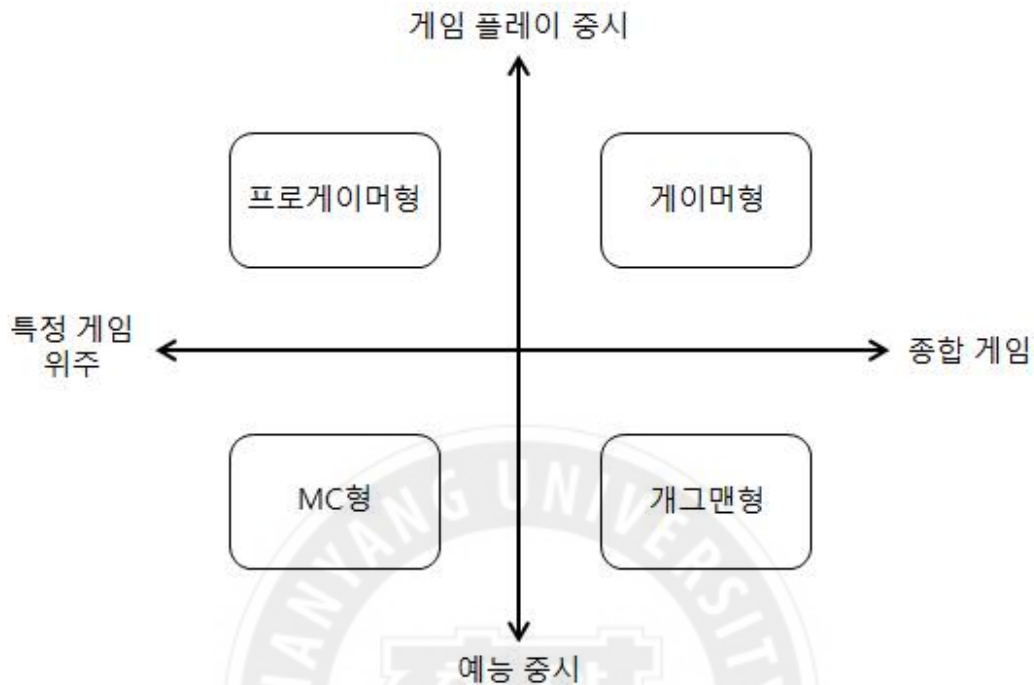 게임 플레이 중시
프로게이머형
게이머형
특정 게임
위주
종합 게임
MC형
개그맨형
ANYANG UNIVERSIT
예능 중시